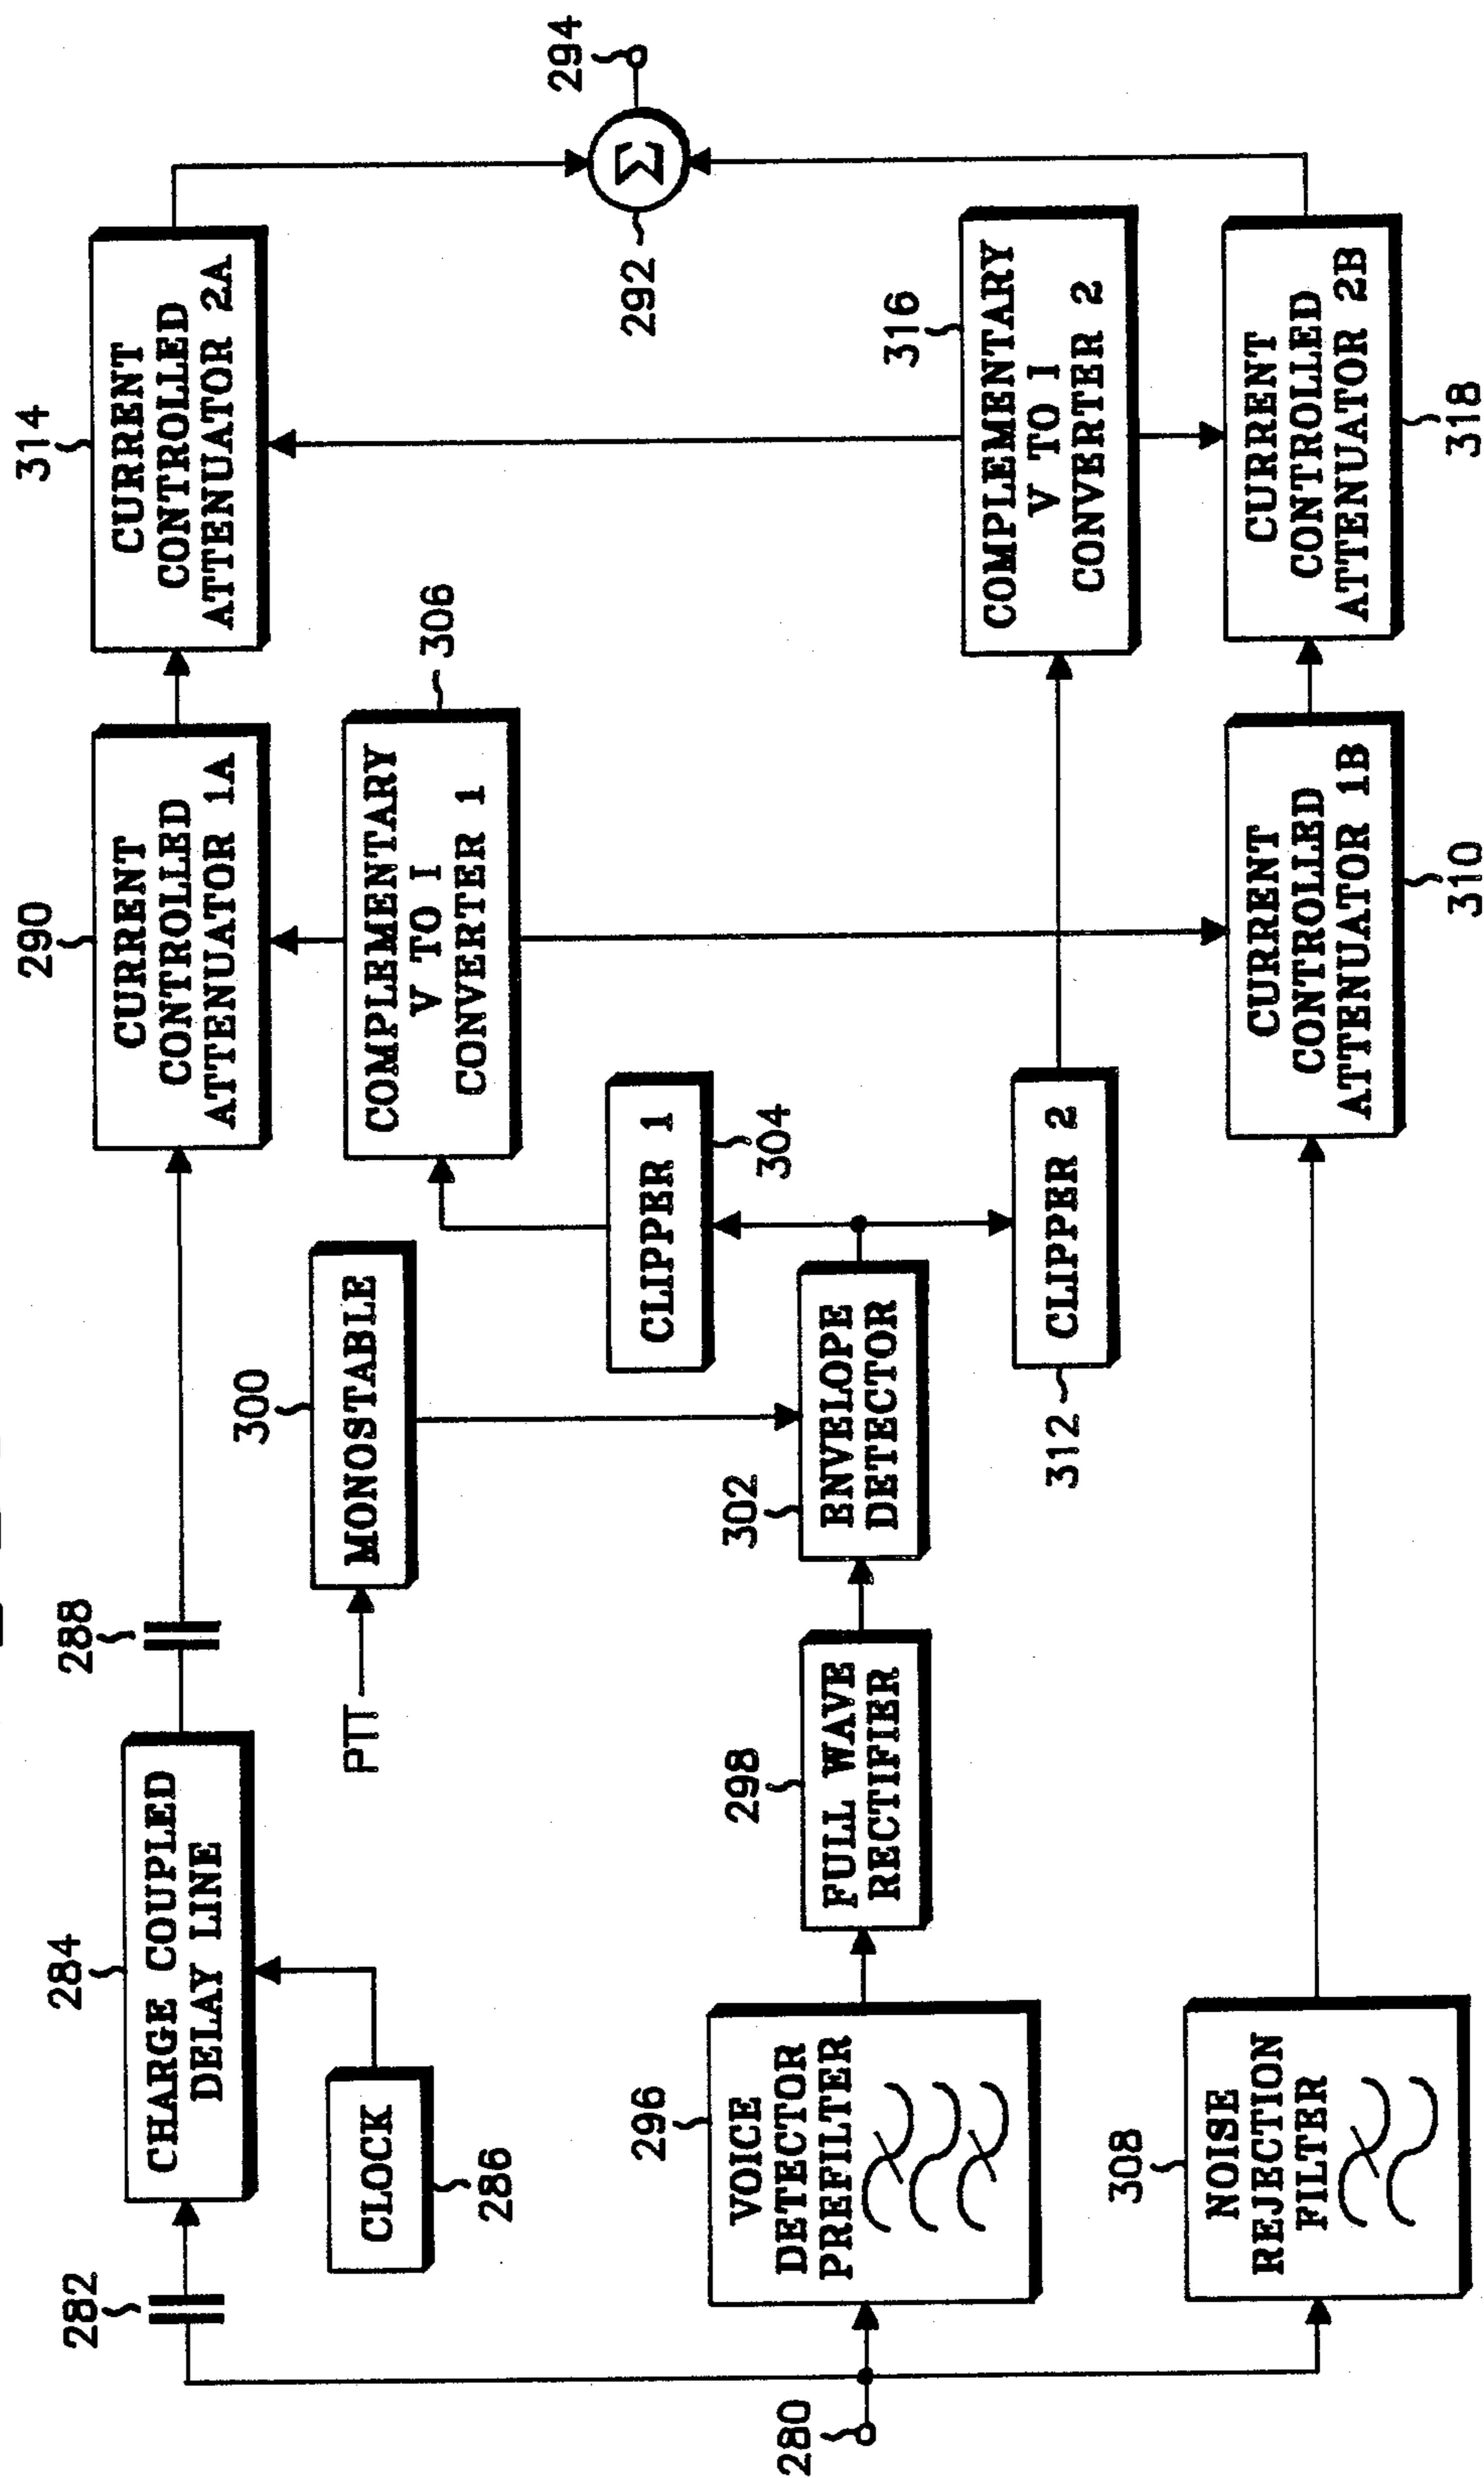 282
284
CHARGE COUPLED
DELAY LINE
288
290
CURRENT
CONTROLLED
ATTENUATOR 1A
314
CURRENT
CONTROLLED
ATTENUATOR 2A
CLOCK
286
PTT
300
MONOSTABLE
COMPLEMENTARY
V TO I
CONVERTER 1
306
CLIPPER 1
304
292
Σ
294
280
296
VOICE
DETECTOR
PREFILTER
298
FULL WAVE
RECTIFIER
302
ENVELOPE
DETECTOR
312
CLIPPER 2
316
COMPLEMENTARY
V TO I
CONVERTER 2
308
NOISE
REJECTION
FILTER
CURRENT
CONTROLLED
ATTENUATOR 1B
310
CURRENT
CONTROLLED
ATTENUATOR 2B
318